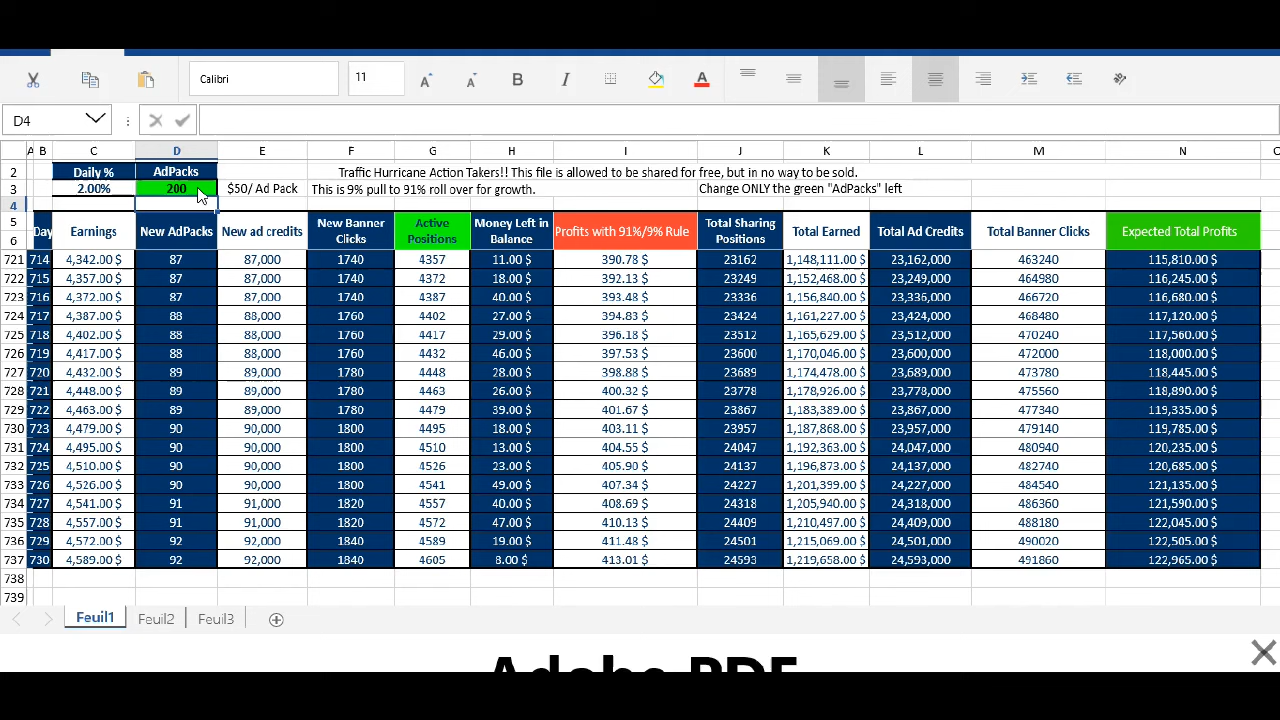 Calibri 11 B I A
D4
A B C D E F G H I J K L M N
2 Daily % AdPacks Traffic Hurricane Action Takers!! This file is allowed to be shared for free, but in no way to be sold.
3 2.00% 200 $50/ Ad Pack This is 9% pull to 91% roll over for growth. Change ONLY the green "AdPacks" left
4
5 New Banner Active Money Left in Total Sharing
Day Earnings New AdPacks New ad credits Profits with 91%/9% Rule Total Earned Total Ad Credits Total Banner Clicks Expected Total Profits
6 Clicks Positions Balance Positions
721 714 4,342.00 $ 87 87,000 1740 4357 11.00 $ 390.78 $ 23162 1,148,111.00 $ 23,162,000 463240 115,810.00 $
722 715 4,357.00 $ 87 87,000 1740 4372 18.00 $ 392.13 $ 23249 1,152,468.00 $ 23,249,000 464980 116,245.00 $
723 716 4,372.00 $ 87 87,000 1740 4387 40.00 $ 393.48 $ 23336 1,156,840.00 $ 23,336,000 466720 116,680.00 $
724 717 4,387.00 $ 88 88,000 1760 4402 27.00 $ 394.83 $ 23424 1,161,227.00 $ 23,424,000 468480 117,120.00 $
725 718 4,402.00 $ 88 88,000 1760 4417 29.00 $ 396.18 $ 23512 1,165,629.00 $ 23,512,000 470240 117,560.00 $
726 719 4,417.00 $ 88 88,000 1760 4432 46.00 $ 397.53 $ 23600 1,170,046.00 $ 23,600,000 472000 118,000.00 $
727 720 4,432.00 $ 89 89,000 1780 4448 28.00 $ 398.88 $ 23689 1,174,478.00 $ 23,689,000 473780 118,445.00 $
728 721 4,448.00 $ 89 89,000 1780 4463 26.00 $ 400.32 $ 23778 1,178,926.00 $ 23,778,000 475560 118,890.00 $
729 722 4,463.00 $ 89 89,000 1780 4479 39.00 $ 401.67 $ 23867 1,183,389.00 $ 23,867,000 477340 119,335.00 $
730 723 4,479.00 $ 90 90,000 1800 4495 18.00 $ 403.11 $ 23957 1,187,868.00 $ 23,957,000 479140 119,785.00 $
731 724 4,495.00 $ 90 90,000 1800 4510 13.00 $ 404.55 $ 24047 1,192,363.00 $ 24,047,000 480940 120,235.00 $
732 725 4,510.00 $ 90 90,000 1800 4526 23.00 $ 405.90 $ 24137 1,196,873.00 $ 24,137,000 482740 120,685.00 $
733 726 4,526.00 $ 90 90,000 1800 4541 49.00 $ 407.34 $ 24227 1,201,399.00 $ 24,227,000 484540 121,135.00 $
734 727 4,541.00 $ 91 91,000 1820 4557 40.00 $ 408.69 $ 24318 1,205,940.00 $ 24,318,000 486360 121,590.00 $
735 728 4,557.00 $ 91 91,000 1820 4572 47.00 $ 410.13 $ 24409 1,210,497.00 $ 24,409,000 488180 122,045.00 $
736 729 4,572.00 $ 92 92,000 1840 4589 19.00 $ 411.48 $ 24501 1,215,069.00 $ 24,501,000 490020 122,505.00 $
737 730 4,589.00 $ 92 92,000 1840 4605 8.00 $ 413.01 $ 24593 1,219,658.00 $ 24,593,000 491860 122,965.00 $
738
739
Feuil1 Feuil2 Feuil3
Adobe PDF